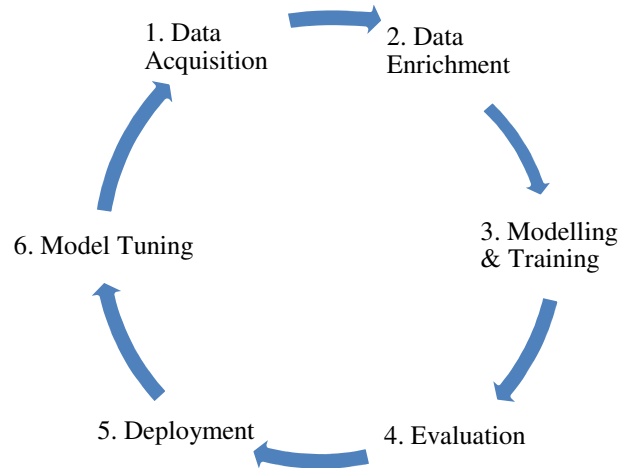 1. Data
Acquisition
2. Data
Enrichment
3. Modelling
& Training
4. Evaluation
5. Deployment
6. Model Tuning